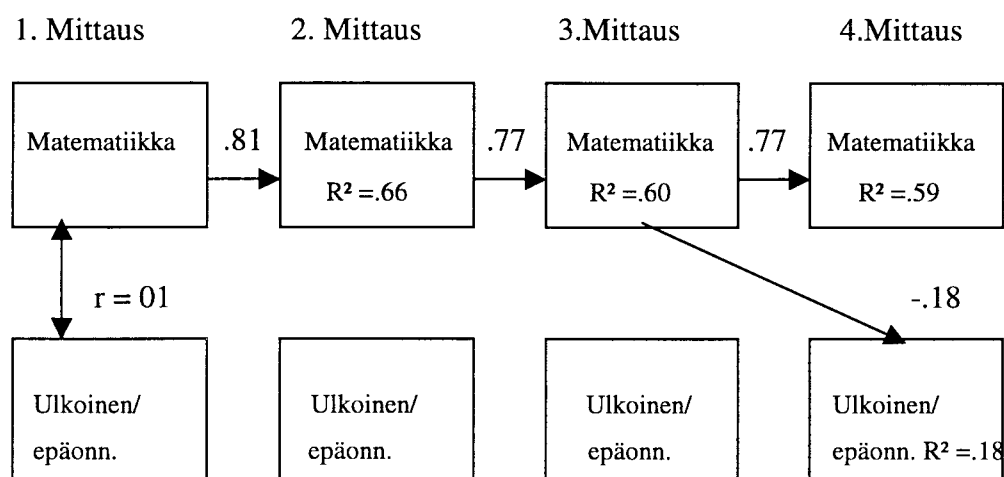 1. Mittaus 2. Mittaus 3.Mittaus 4.Mittaus
Matematiikka .81 Matematiikka .77 Matematiikka .77 Matematiikka
R² =.66 R² =.60 R² =.59
r = 01 -.18
Ulkoinen/ Ulkoinen/ Ulkoinen/ Ulkoinen/
epäonn. epäonn. epäonn. epäonn. R² =.18